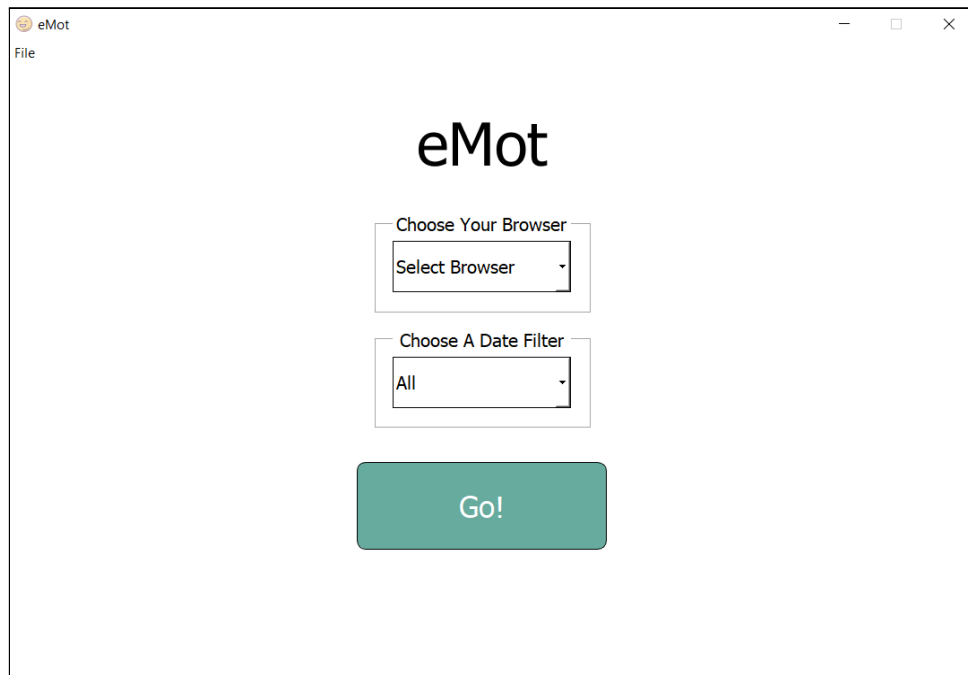 eMot
File
eMot
Choose Your Browser
Select Browser
Choose A Date Filter
All
Go!